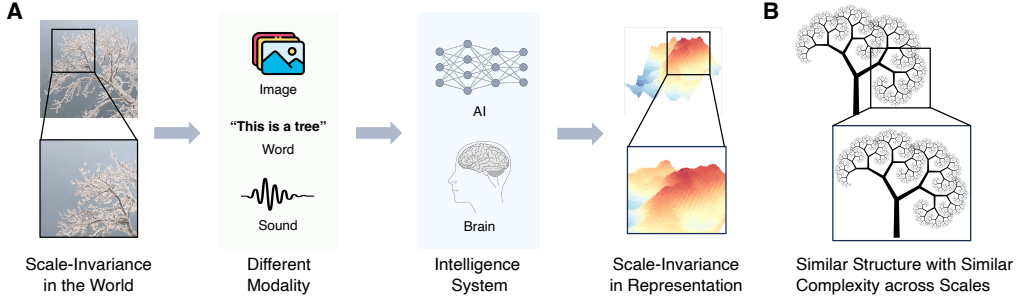 A
B
Image
“This is a tree”
Word
Sound
AI
Brain
Scale-Invariance
in the World
Different
Modality
Intelligence
System
Scale-Invariance
in Representation
Similar Structure with Similar
Complexity across Scales